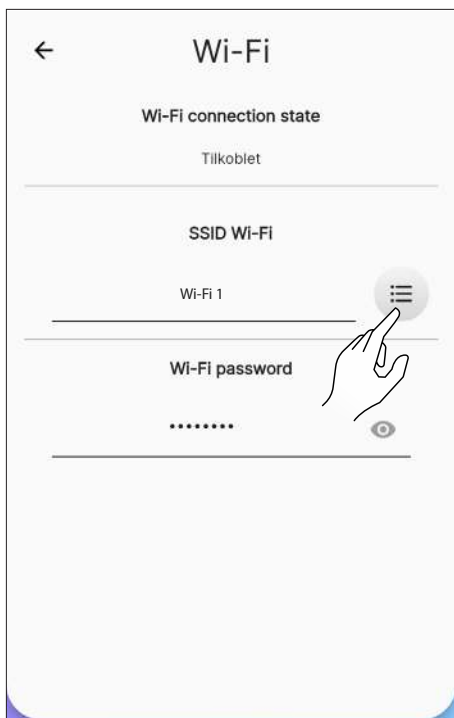 Wi-Fi
Wi-Fi connection state
Tilkoblet
SSID Wi-Fi
Wi-Fi 1
Wi-Fi password
••••••••